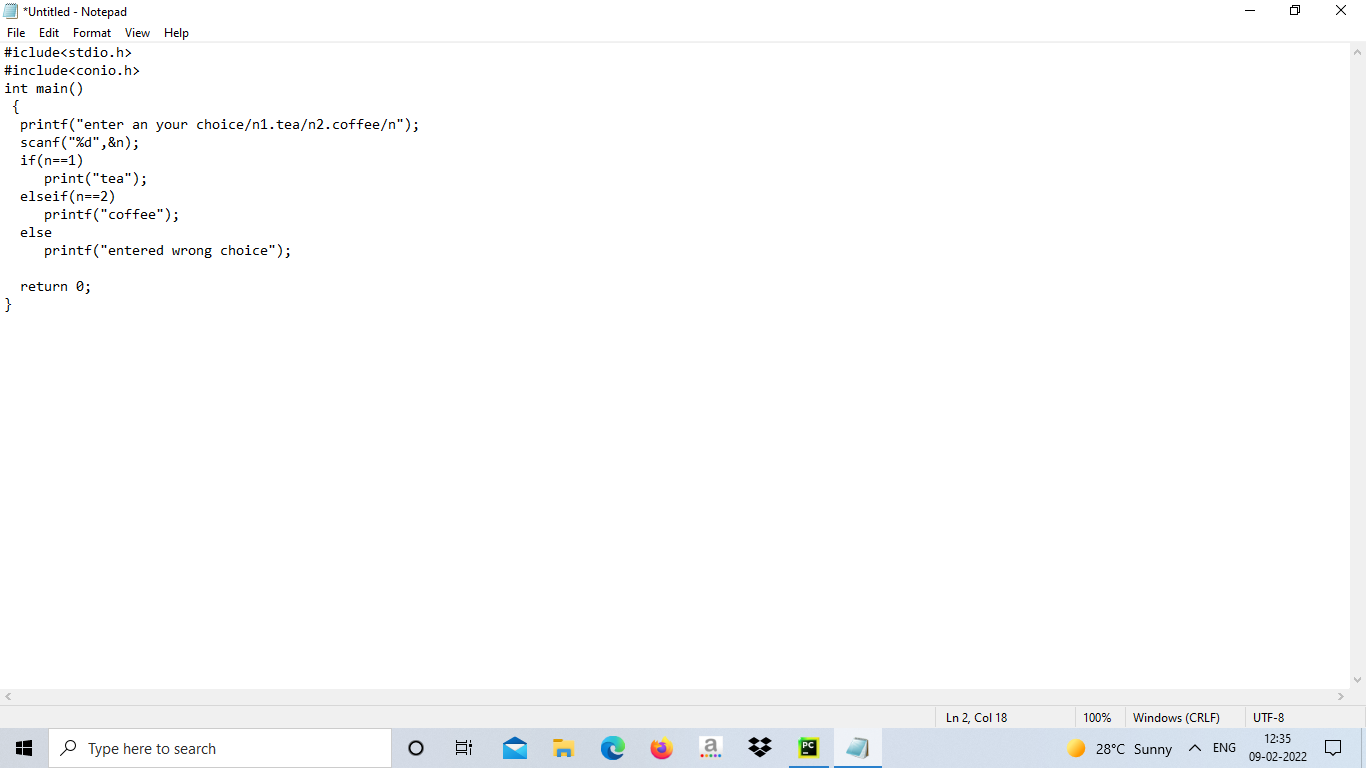 *Untitled - Notepad
File Edit Format View Help
#iclude<stdio.h>
#include<conio.h>
int main()
 {
  printf("enter an your choice/n1.tea/n2.coffee/n");
  scanf("%d",&n);
  if(n==1)
     print("tea");
  elseif(n==2)
     printf("coffee");
  else
     printf("entered wrong choice");

  return 0;
}
Ln 2, Col 18 100% Windows (CRLF) UTF-8
Type here to search a PC 28°C Sunny ENG 12:35
09-02-2022